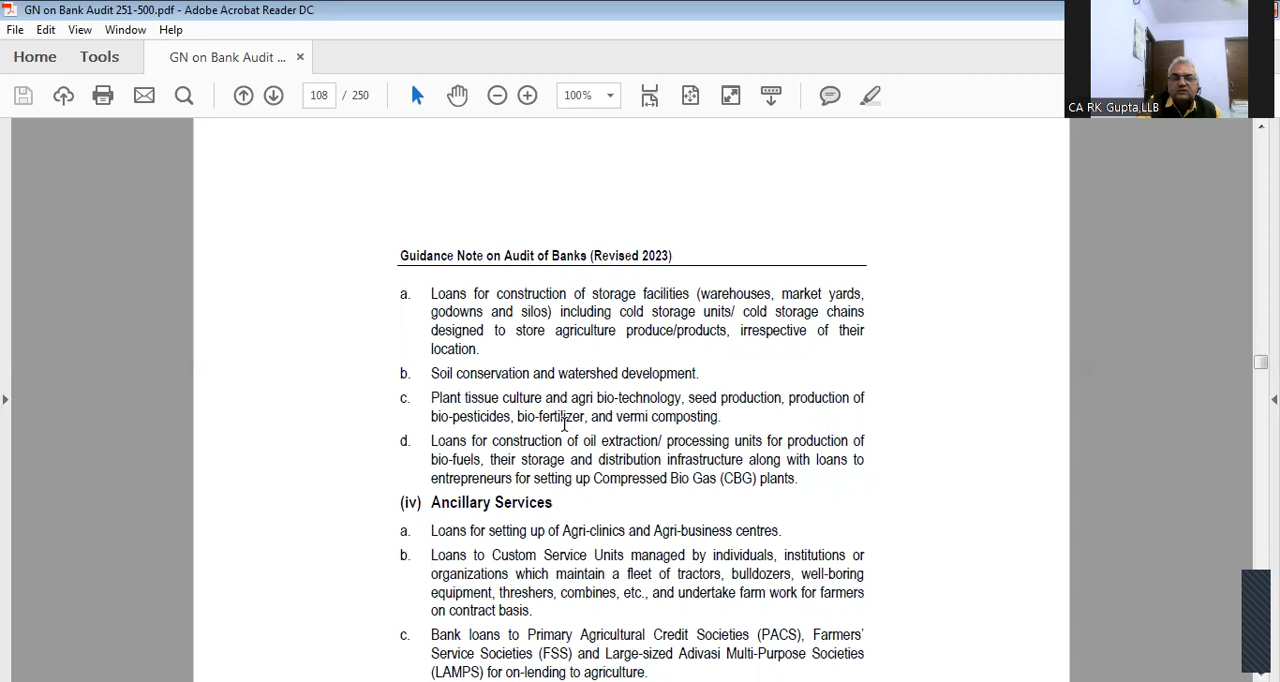 GN on Bank Audit 251-500.pdf - Adobe Acrobat Reader DC
File Edit View Window Help
Home Tools GN on Bank Audit ... ×
108 / 250 100%
CA RK Gupta,LLB
Guidance Note on Audit of Banks (Revised 2023)
a. Loans for construction of storage facilities (warehouses, market yards,
godowns and silos) including cold storage units/ cold storage chains
designed to store agriculture produce/products, irrespective of their
location.
b. Soil conservation and watershed development.
c. Plant tissue culture and agri bio-technology, seed production, production of
bio-pesticides, bio-fertilizer, and vermi composting.
d. Loans for construction of oil extraction/ processing units for production of
bio-fuels, their storage and distribution infrastructure along with loans to
entrepreneurs for setting up Compressed Bio Gas (CBG) plants.
(iv) Ancillary Services
a. Loans for setting up of Agri-clinics and Agri-business centres.
b. Loans to Custom Service Units managed by individuals, institutions or
organizations which maintain a fleet of tractors, bulldozers, well-boring
equipment, threshers, combines, etc., and undertake farm work for farmers
on contract basis.
c. Bank loans to Primary Agricultural Credit Societies (PACS), Farmers'
Service Societies (FSS) and Large-sized Adivasi Multi-Purpose Societies
(LAMPS) for on-lending to agriculture.